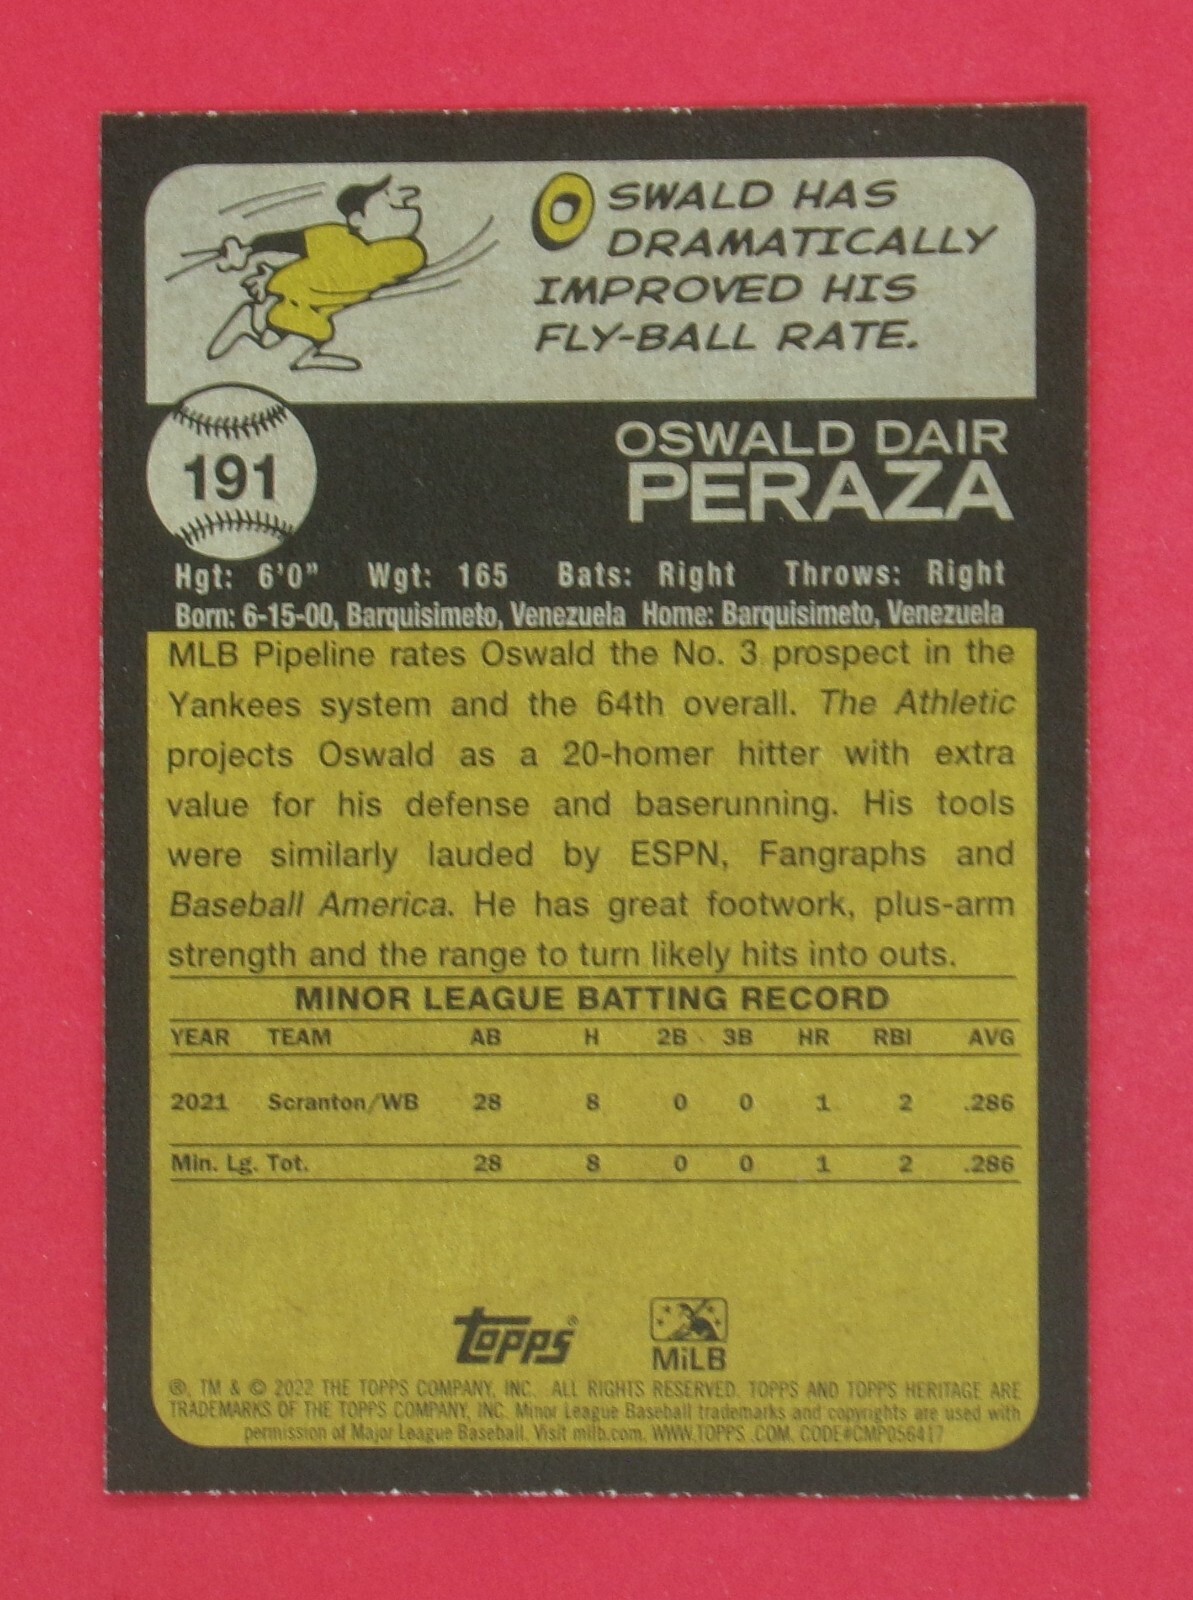 OSWALD HAS
DRAMATICALLY
IMPROVED HIS
FLY-BALL RATE.
191
OSWALD DAIR
PERAZA
Hgt: 6'0" Wgt: 165 Bats: Right Throws: Right
Born: 6-15-00, Barquisimeto, Venezuela Home: Barquisimeto, Venezuela
MLB Pipeline rates Oswald the No. 3 prospect in the
Yankees system and the 64th overall. The Athletic
projects Oswald as a 20-homer hitter with extra
value for his defense and baserunning. His tools
were similarly lauded by ESPN, Fangraphs and
Baseball America. He has great footwork, plus-arm
strength and the range to turn likely hits into outs.
MINOR LEAGUE BATTING RECORD
YEAR TEAM AB H 2B 3B HR RBI AVG
2021 Scranton/WB 28 8 0 0 1 2 .286
Min. Lg. Tot. 28 8 0 0 1 2 .286
topps®
MiLB
®, TM & © 2022 THE TOPPS COMPANY, INC. ALL RIGHTS RESERVED. TOPPS AND TOPPS HERITAGE ARE
TRADEMARKS OF THE TOPPS COMPANY, INC. Minor League Baseball trademarks and copyrights are used with
permission of Major League Baseball. Visit milb.com. WWW.TOPPS.COM. CODE#CMP056417